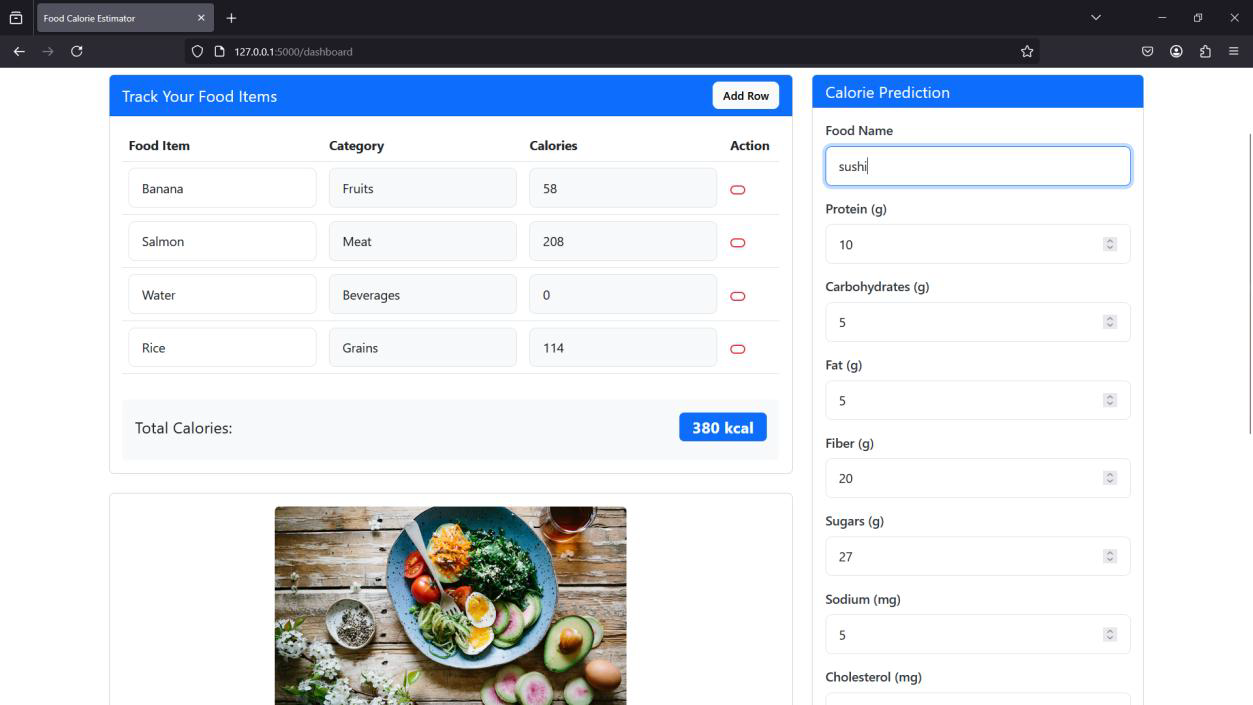 Food Calorie Estimator
127.0.0.1:5000/dashboard
Track Your Food Items
Add Row
Food Item Category Calories Action
Banana Fruits 58
Salmon Meat 208
Water Beverages 0
Rice Grains 114
Total Calories: 380 kcal
Calorie Prediction
Food Name
sushi
Protein (g)
10
Carbohydrates (g)
5
Fat (g)
5
Fiber (g)
20
Sugars (g)
27
Sodium (mg)
5
Cholesterol (mg)